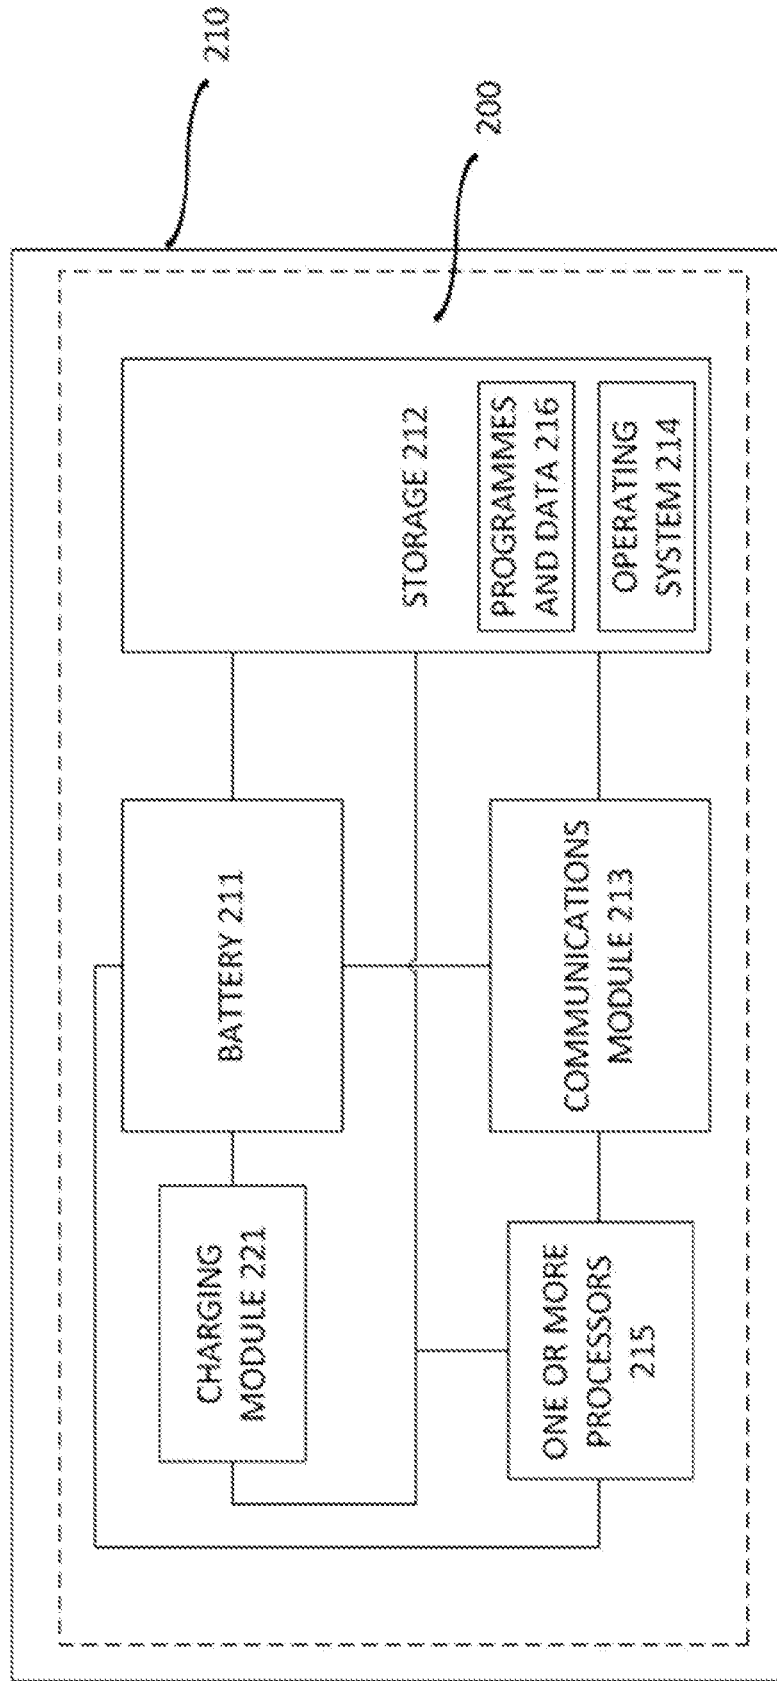 210
200
CHARGING
MODULE 221
BATTERY 211
STORAGE 212
PROGRAMMES
AND DATA 216
OPERATING
SYSTEM 214
ONE OR MORE
PROCESSORS
215
COMMUNICATIONS
MODULE 213